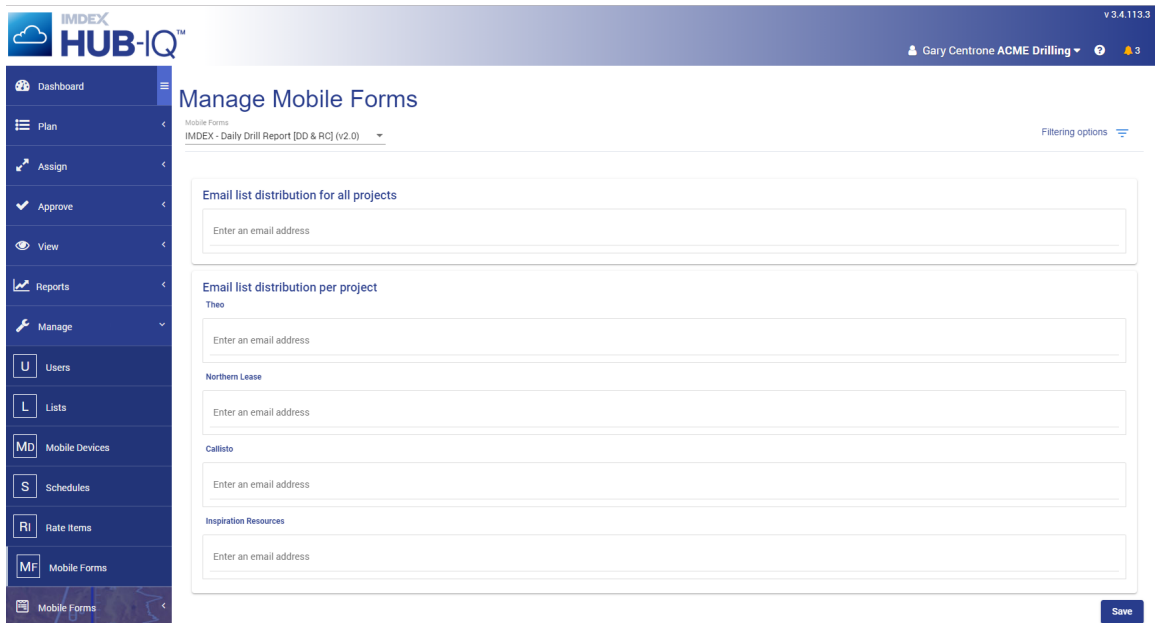 v 3.4.113.3
IMDEX
HUB-IQ™
Gary Centrone ACME Drilling
3
Dashboard
Plan
Assign
Approve
View
Reports
Manage
U Users
L Lists
MD Mobile Devices
S Schedules
RI Rate Items
MF Mobile Forms
Mobile Forms
Manage Mobile Forms
Mobile Forms
IMDEX - Daily Drill Report [DD & RC] (v2.0)
Filtering options
Email list distribution for all projects
Enter an email address
Email list distribution per project
Theo
Enter an email address
Northern Lease
Enter an email address
Callisto
Enter an email address
Inspiration Resources
Enter an email address
Save